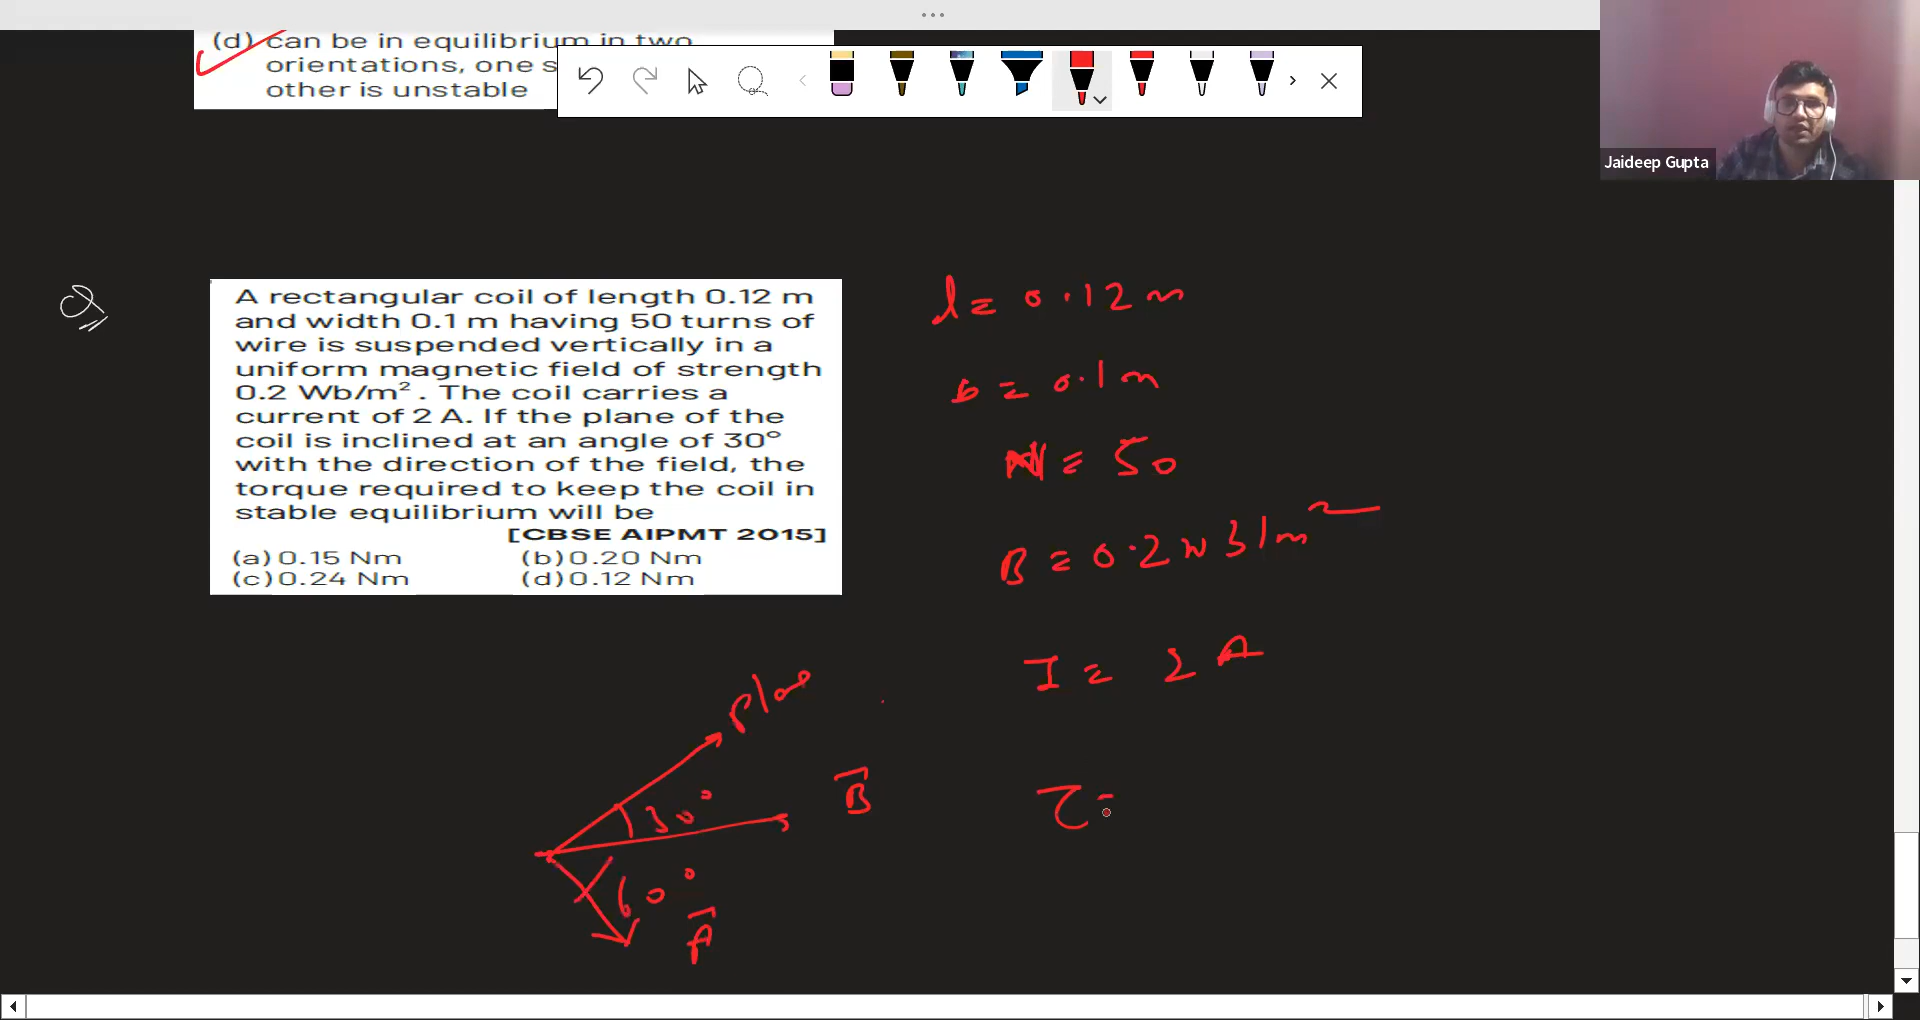 (d) can be in equilibrium in two
orientations, one s
other is unstable
Jaideep Gupta
Q
A rectangular coil of length 0.12 m
and width 0.1 m having 50 turns of
wire is suspended vertically in a
uniform magnetic field of strength
0.2 Wb/m². The coil carries a
current of 2 A. If the plane of the
coil is inclined at an angle of 30°
with the direction of the field, the
torque required to keep the coil in
stable equilibrium will be
[CBSE AIPMT 2015]
(a) 0.15 Nm (b) 0.20 Nm
(c) 0.24 Nm (d) 0.12 Nm
l = 0.12 m
b = 0.1 m
N = 50
B = 0.2 wb/m²
I = 2 A
τ =
plane
30°
B
60°
A